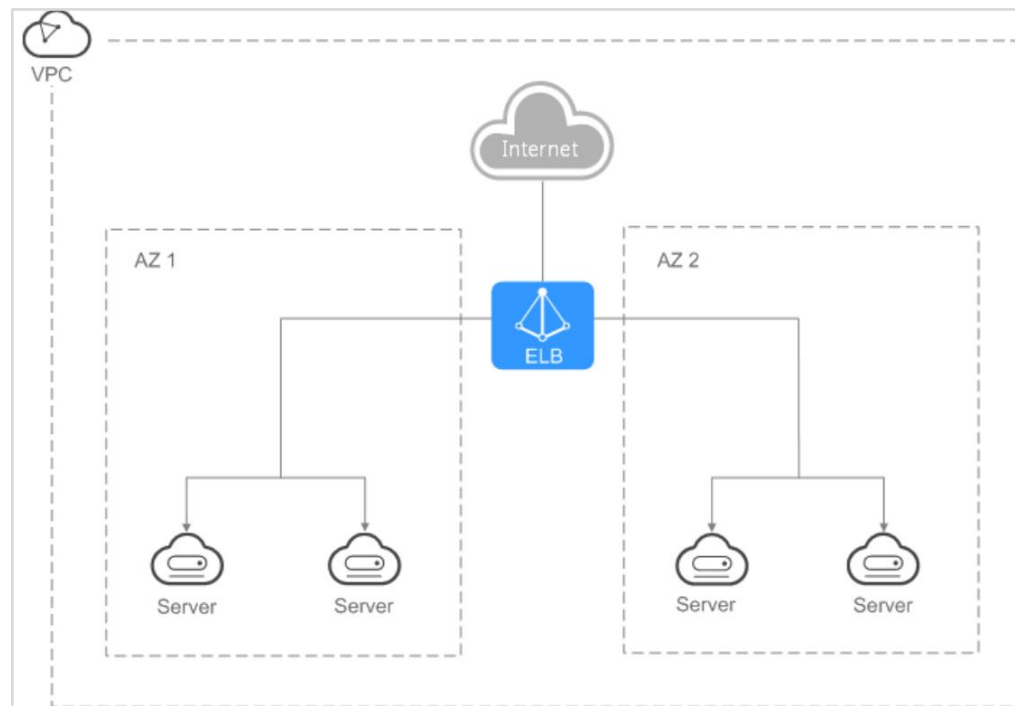 VPC
Internet
AZ 1
AZ 2
ELB
Server
Server
Server
Server